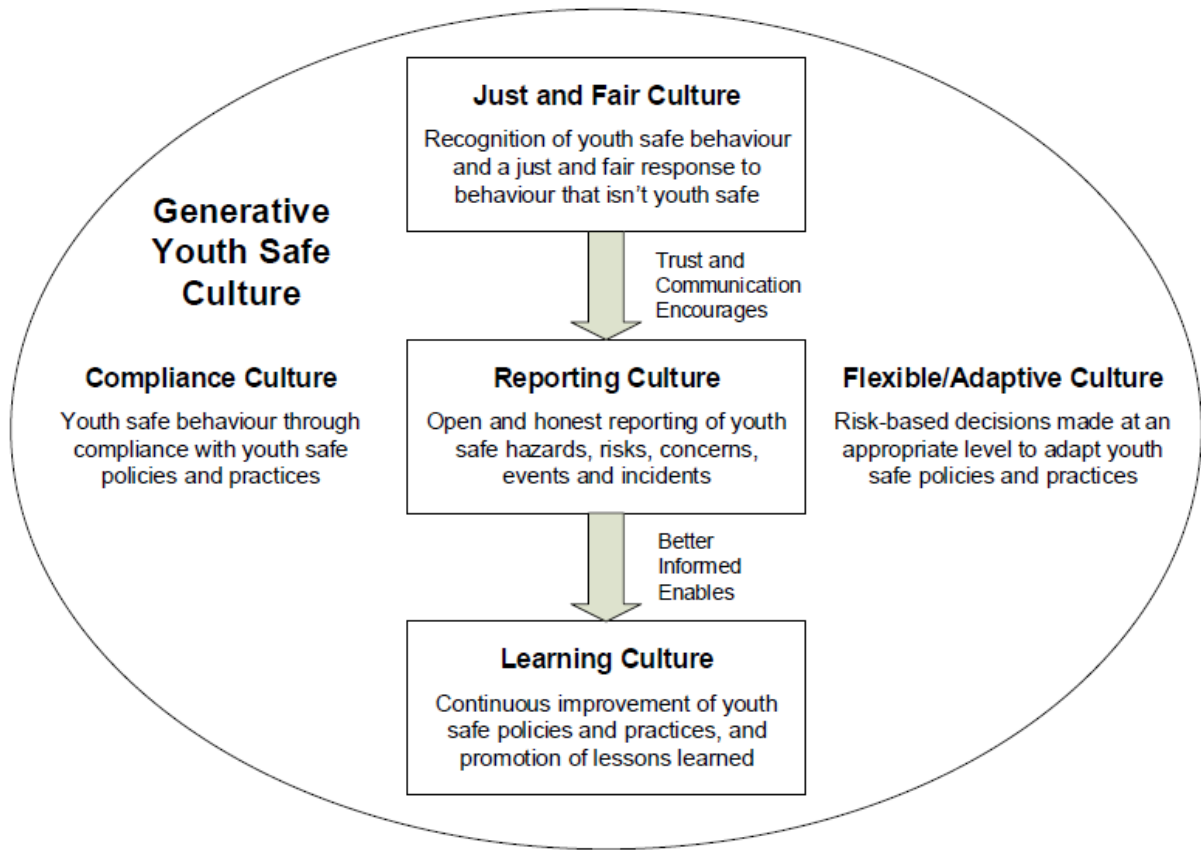 Just and Fair Culture
Recognition of youth safe behaviour
and a just and fair response to
behaviour that isn't youth safe
Generative
Youth Safe
Culture
Trust and
Communication
Encourages
Compliance Culture
Youth safe behaviour through
compliance with youth safe
policies and practices
Reporting Culture
Open and honest reporting of youth
safe hazards, risks, concerns,
events and incidents
Flexible/Adaptive Culture
Risk-based decisions made at an
appropriate level to adapt youth
safe policies and practices
Better
Informed
Enables
Learning Culture
Continuous improvement of youth
safe policies and practices, and
promotion of lessons learned